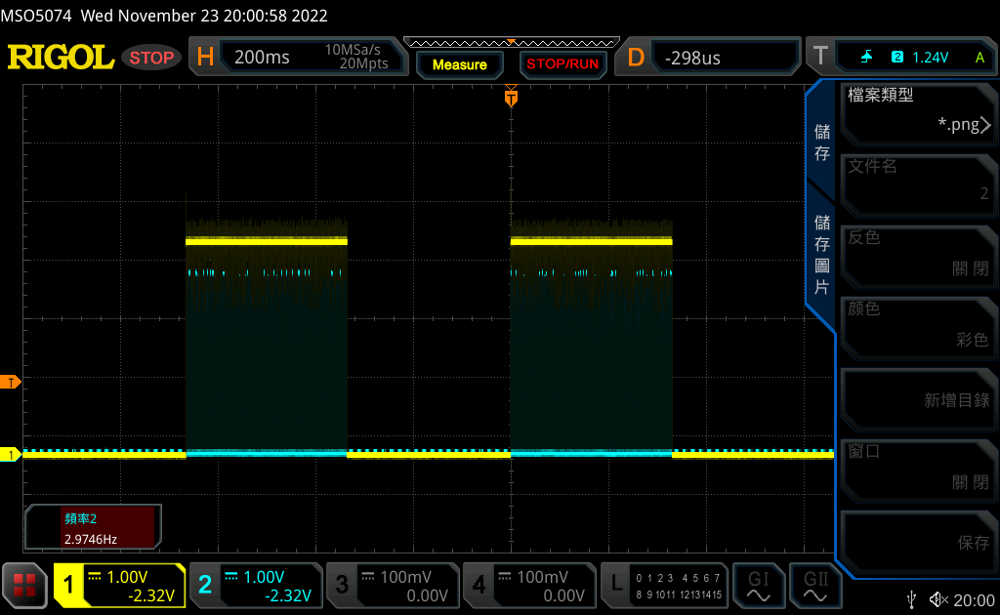 MSO5074 Wed November 23 20:00:58 2022
RIGOL STOP H 200ms 10MSa/s 20Mpts Measure STOP/RUN D -298us T 2 1.24V A
T
檔案類型
*.png
儲存
文件名
2
儲存圖片
反色
關閉
颜色
彩色
T
新增目錄
1
窗口
關閉
頻率2
2.9746Hz
保存
1 1.00V -2.32V
2 1.00V -2.32V
3 100mV 0.00V
4 100mV 0.00V
L 0 1 2 3 4 5 6 7
8 9 10 11 12 13 14 15
GI GII
20:00